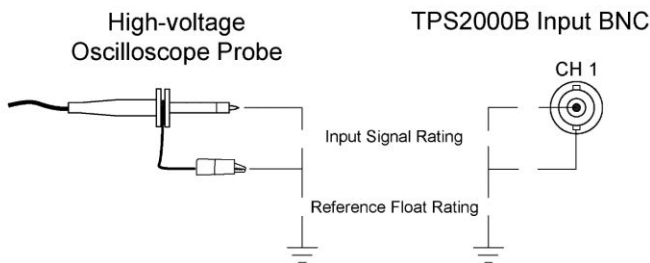 High-voltage
Oscilloscope Probe
TPS2000B Input BNC
CH 1
Input Signal Rating
Reference Float Rating